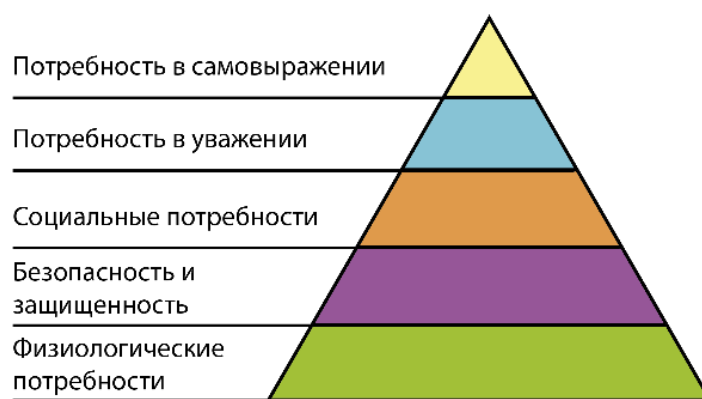 Потребность в самовыражении
Потребность в уважении
Социальные потребности
Безопасность и
защищенность
Физиологические
потребности